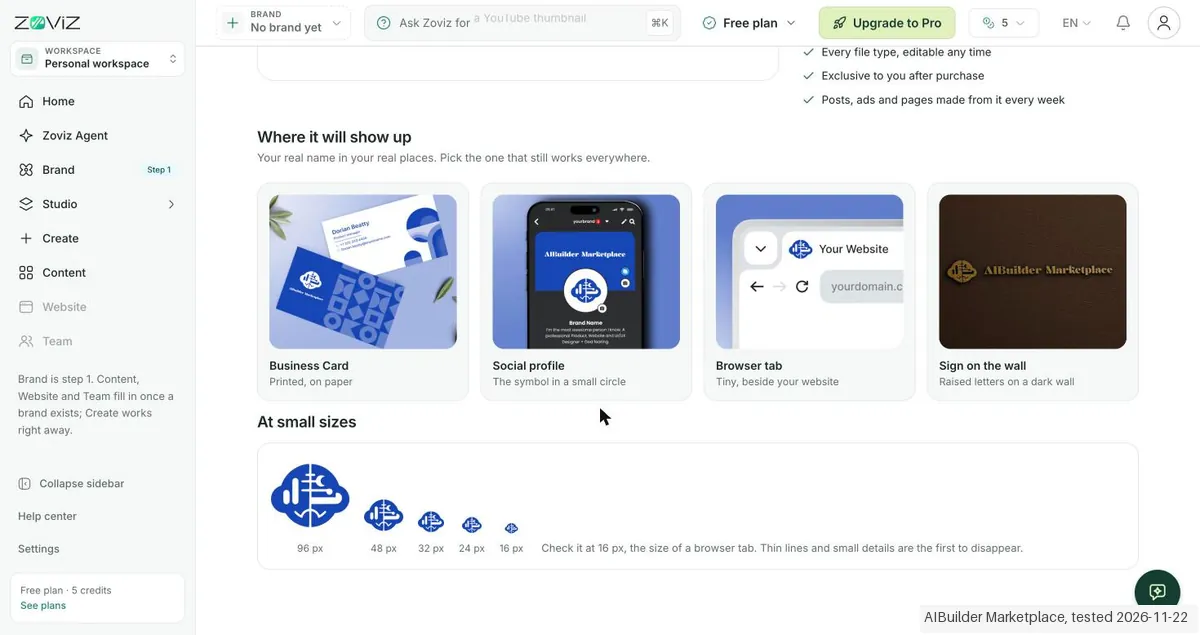 ZOVIZ
BRAND
No brand yet
Ask Zoviz for a YouTube thumbnail
⌘K
Free plan
Upgrade to Pro
5
EN
WORKSPACE
Personal workspace
Home
Zoviz Agent
Brand
Step 1
Studio
Create
Content
Website
Team
Brand is step 1. Content,
Website and Team fill in once a
brand exists; Create works
right away.
Collapse sidebar
Help center
Settings
Free plan · 5 credits
See plans
Every file type, editable any time
Exclusive to you after purchase
Posts, ads and pages made from it every week
Where it will show up
Your real name in your real places. Pick the one that still works everywhere.
Dorian Beatty
AIBuilder Marketplace
Business Card
Printed, on paper
yourbrand
AIBuilder Marketplace
Brand Name
Social profile
The symbol in a small circle
Your Website
yourdomain.c
Browser tab
Tiny, beside your website
AIBuilder Marketplace
Sign on the wall
Raised letters on a dark wall
At small sizes
96 px
48 px
32 px
24 px
16 px
Check it at 16 px, the size of a browser tab. Thin lines and small details are the first to disappear.
AIBuilder Marketplace, tested 2026-11-22